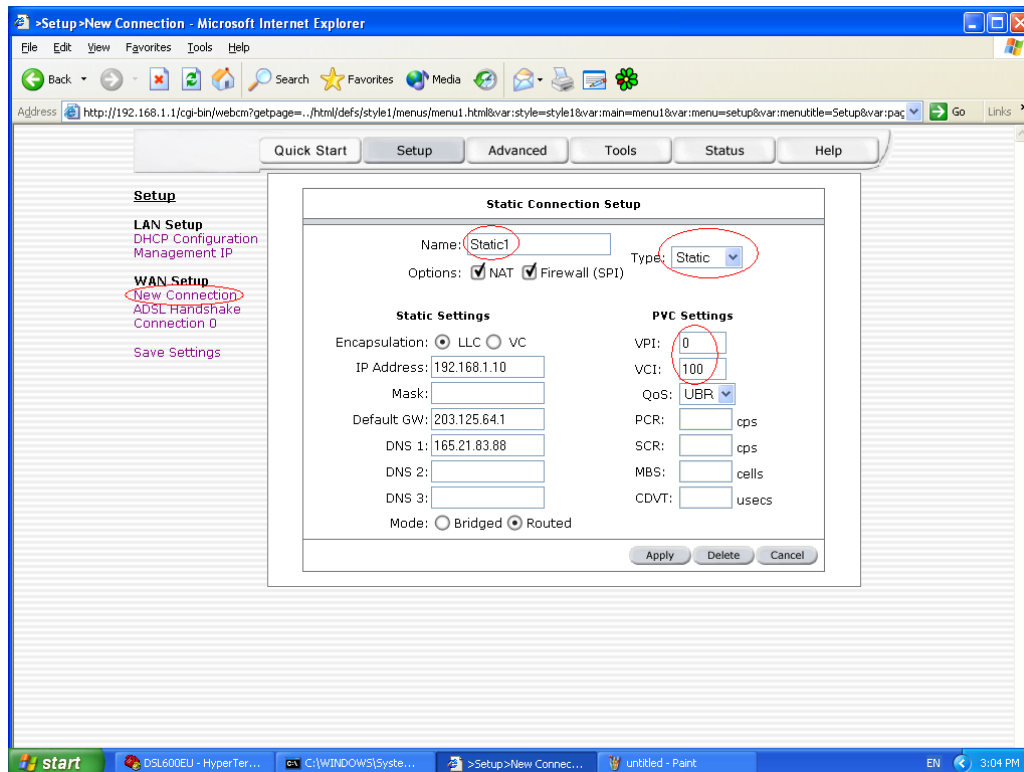 >Setup>New Connection - Microsoft Internet Explorer
File Edit View Favorites Tools Help
Back Search Favorites Media
Address http://192.168.1.1/cgi-bin/webcm?getpage=../html/defs/style1/menus/menu1.html&var:style=style1&var:main=menu1&var:menu=setup&var:menutitle=Setup&var:pag Go Links
Quick Start Setup Advanced Tools Status Help
Setup
LAN Setup
DHCP Configuration
Management IP
WAN Setup
New Connection
ADSL Handshake
Connection 0
Save Settings
Static Connection Setup
Name: Static1
Type: Static
Options: NAT Firewall (SPI)
Static Settings
Encapsulation: LLC VC
IP Address: 192.168.1.10
Mask:
Default GW: 203.125.64.1
DNS 1: 165.21.83.88
DNS 2:
DNS 3:
Mode: Bridged Routed
PVC Settings
VPI: 0
VCI: 100
QoS: UBR
PCR: cps
SCR: cps
MBS: cells
CDVT: usecs
Apply Delete Cancel
start DSL600EU - HyperTer... C:\WINDOWS\Syste... >Setup>New Connec... untitled - Paint EN 3:04 PM